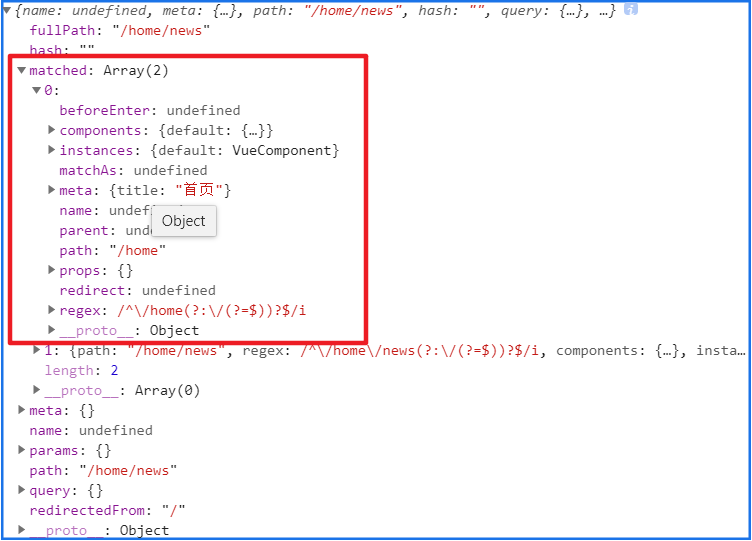 {name: undefined, meta: {…}, path: "/home/news", hash: "", query: {…}, …}
fullPath: "/home/news"
hash: ""
matched: Array(2)
0:
beforeEnter: undefined
components: {default: {…}}
instances: {default: VueComponent}
matchAs: undefined
meta: {title: "首页"}
name: undefined
parent: und
Object
path: "/home"
props: {}
redirect: undefined
regex: /^\/home(?:\/(?=$))?$/i
__proto__: Object
1: {path: "/home/news", regex: /^\/home\/news(?:\/(?=$))?$/i, components: {…}, insta…
length: 2
__proto__: Array(0)
meta: {}
name: undefined
params: {}
path: "/home/news"
query: {}
redirectedFrom: "/"
__proto__: Object